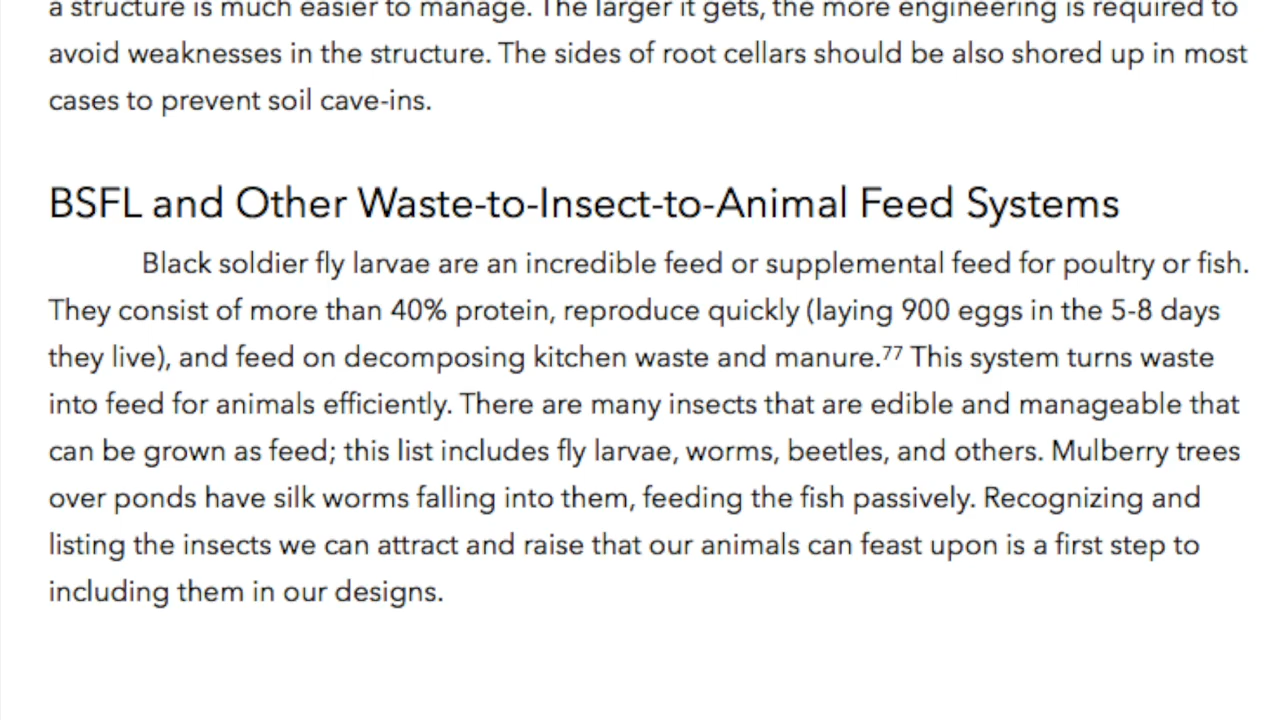 a structure is much easier to manage. The larger it gets, the more engineering is required to
avoid weaknesses in the structure. The sides of root cellars should be also shored up in most
cases to prevent soil cave-ins.
BSFL and Other Waste-to-Insect-to-Animal Feed Systems
Black soldier fly larvae are an incredible feed or supplemental feed for poultry or fish.
They consist of more than 40% protein, reproduce quickly (laying 900 eggs in the 5-8 days
they live), and feed on decomposing kitchen waste and manure.⁷⁷ This system turns waste
into feed for animals efficiently. There are many insects that are edible and manageable that
can be grown as feed; this list includes fly larvae, worms, beetles, and others. Mulberry trees
over ponds have silk worms falling into them, feeding the fish passively. Recognizing and
listing the insects we can attract and raise that our animals can feast upon is a first step to
including them in our designs.